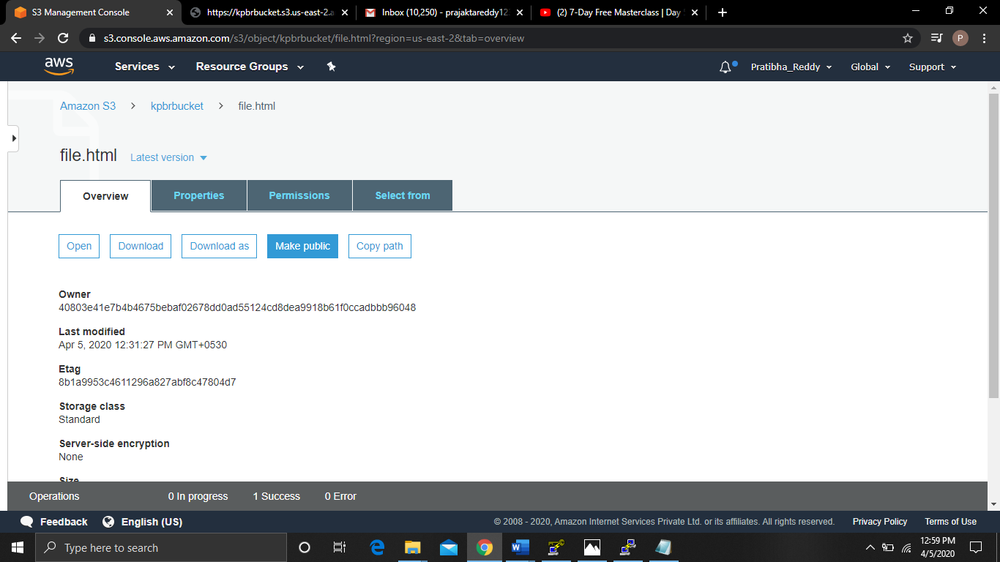 S3 Management Console
https://kpbrbucket.s3.us-east-2.a
Inbox (10,250) - prajaktareddy12
(2) 7-Day Free Masterclass | Day
s3.console.aws.amazon.com/s3/object/kpbrbucket/file.html?region=us-east-2&tab=overview
P
aws
Services
Resource Groups
Pratibha_Reddy
Global
Support
Amazon S3
kpbrbucket
file.html
file.html
Latest version
Overview
Properties
Permissions
Select from
Open
Download
Download as
Make public
Copy path
Owner
40803e41e7b4b4675bebaf02678dd0ad55124cd8dea9918b61f0ccadbbb96048
Last modified
Apr 5, 2020 12:31:27 PM GMT+0530
Etag
8b1a9953c4611296a827abf8c47804d7
Storage class
Standard
Server-side encryption
None
Size
Operations
0 In progress
1 Success
0 Error
Feedback
English (US)
© 2008 - 2020, Amazon Internet Services Private Ltd. or its affiliates. All rights reserved.
Privacy Policy
Terms of Use
Type here to search
12:59 PM
4/5/2020